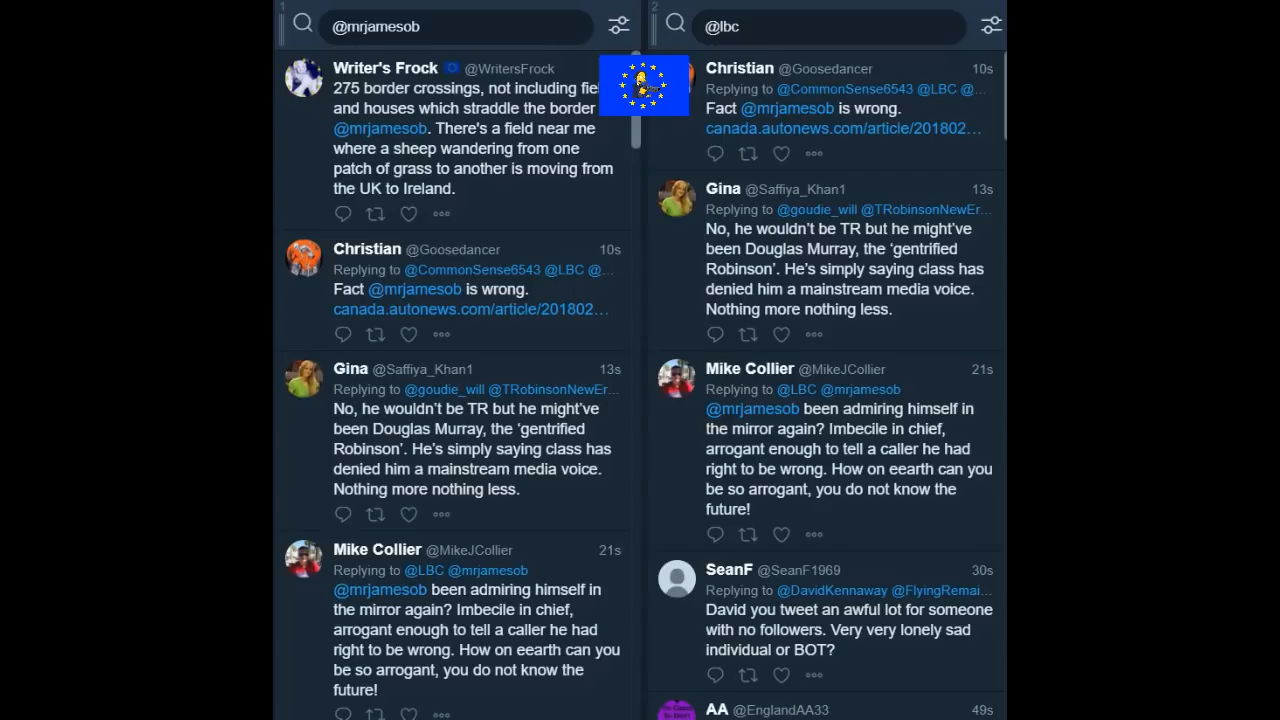 1
@mrjamesob
Writer's Frock @WritersFrock
275 border crossings, not including fiel
and houses which straddle the border
@mrjamesob. There's a field near me
where a sheep wandering from one
patch of grass to another is moving from
the UK to Ireland.
Christian @Goosedancer 10s
Replying to @CommonSense6543 @LBC @...
Fact @mrjamesob is wrong.
canada.autonews.com/article/201802...
Gina @Saffiya_Khan1 13s
Replying to @goudie_will @TRobinsonNewEr...
No, he wouldn't be TR but he might've
been Douglas Murray, the 'gentrified
Robinson'. He's simply saying class has
denied him a mainstream media voice.
Nothing more nothing less.
Mike Collier @MikeJCollier 21s
Replying to @LBC @mrjamesob
@mrjamesob been admiring himself in
the mirror again? Imbecile in chief,
arrogant enough to tell a caller he had
right to be wrong. How on eearth can you
be so arrogant, you do not know the
future!
2
@lbc
Christian @Goosedancer 10s
Replying to @CommonSense6543 @LBC @...
Fact @mrjamesob is wrong.
canada.autonews.com/article/201802...
Gina @Saffiya_Khan1 13s
Replying to @goudie_will @TRobinsonNewEr...
No, he wouldn't be TR but he might've
been Douglas Murray, the 'gentrified
Robinson'. He's simply saying class has
denied him a mainstream media voice.
Nothing more nothing less.
Mike Collier @MikeJCollier 21s
Replying to @LBC @mrjamesob
@mrjamesob been admiring himself in
the mirror again? Imbecile in chief,
arrogant enough to tell a caller he had
right to be wrong. How on eearth can you
be so arrogant, you do not know the
future!
SeanF @SeanF1969 30s
Replying to @DavidKennaway @FlyingRemai...
David you tweet an awful lot for someone
with no followers. Very very lonely sad
individual or BOT?
AA @EnglandAA33 49s